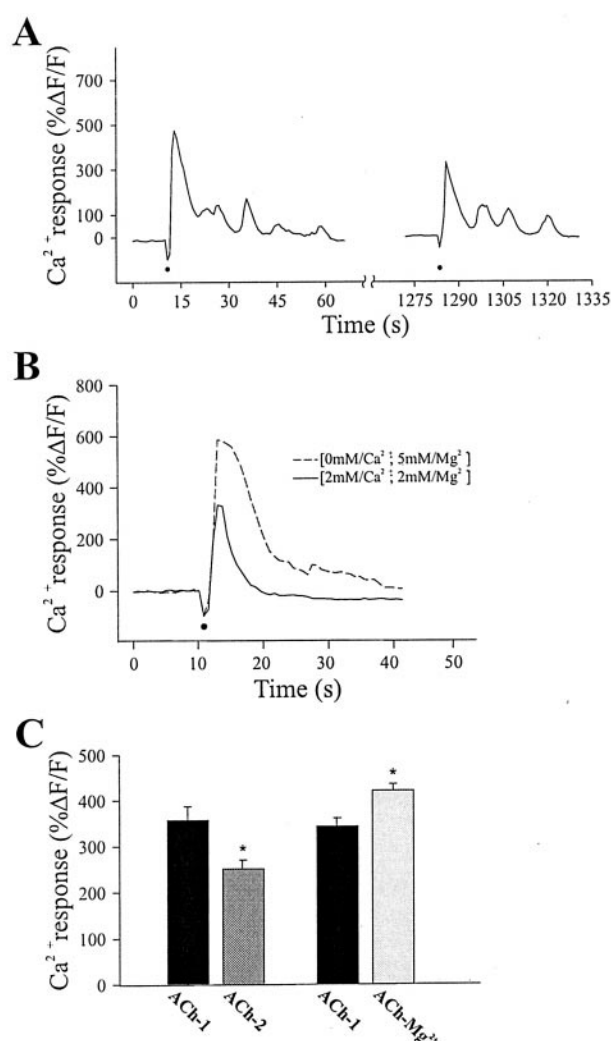 A
Ca2+response (%ΔF/F)
700
500
300
100
0
0 15 30 45 60 1275 1290 1305 1320 1335
Time (s)
B
Ca2+response (%ΔF/F)
800
600
400
200
0
[0mM/Ca2+; 5mM/Mg2+]
[2mM/Ca2+; 2mM/Mg2+]
0 10 20 30 40 50
Time (s)
C
Ca2+response (%ΔF/F)
500
400
300
200
100
0
*
*
ACh-1 ACh-2 ACh-1 ACh-Mg2+